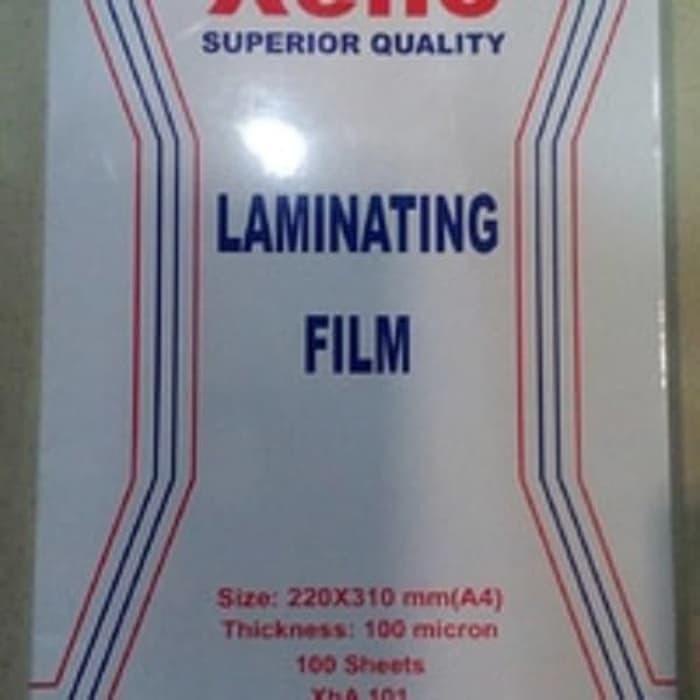 SUPERIOR QUALITY
LAMINATING
FILM
Size: 220X310 mm(A4)
Thickness: 100 micron
100 Sheets